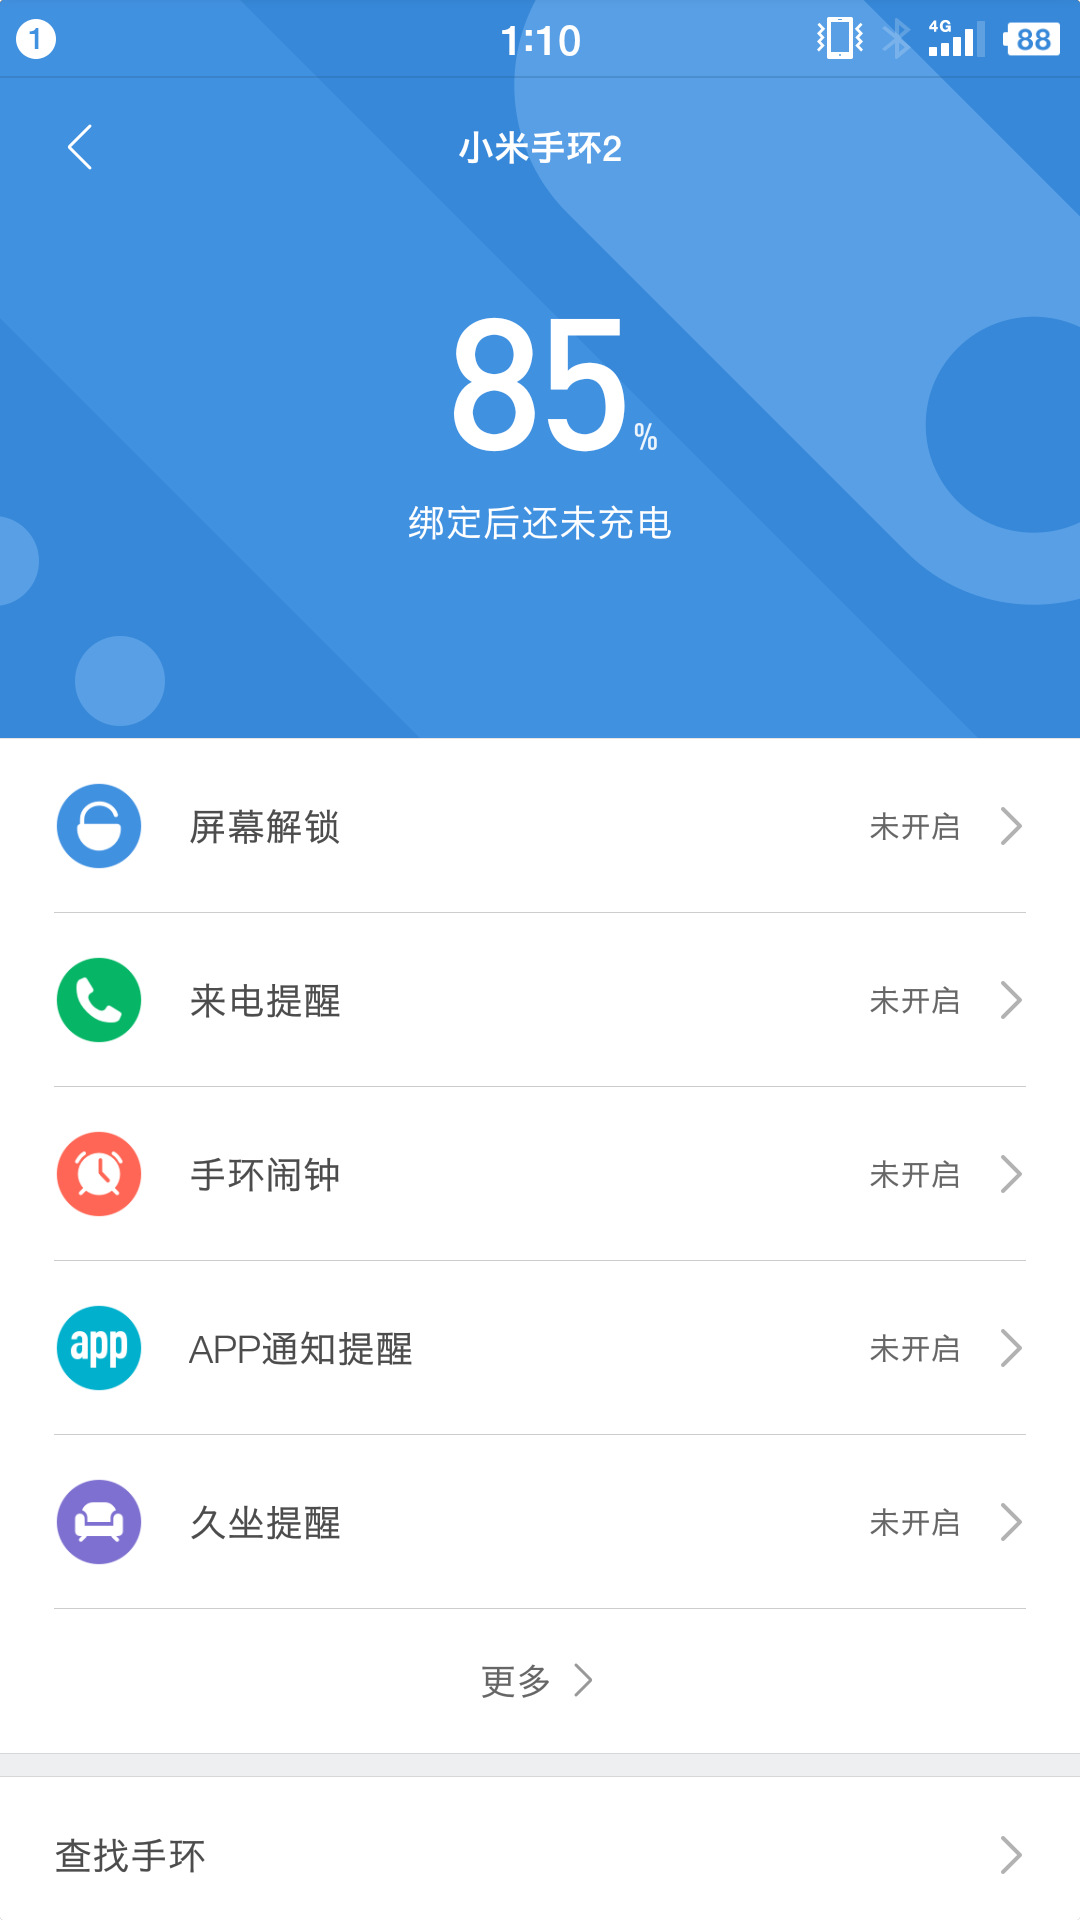 1
1:10
4G
88
小米手环2
85%
绑定后还未充电
屏幕解锁 未开启
来电提醒 未开启
手环闹钟 未开启
app APP通知提醒 未开启
久坐提醒 未开启
更多
查找手环